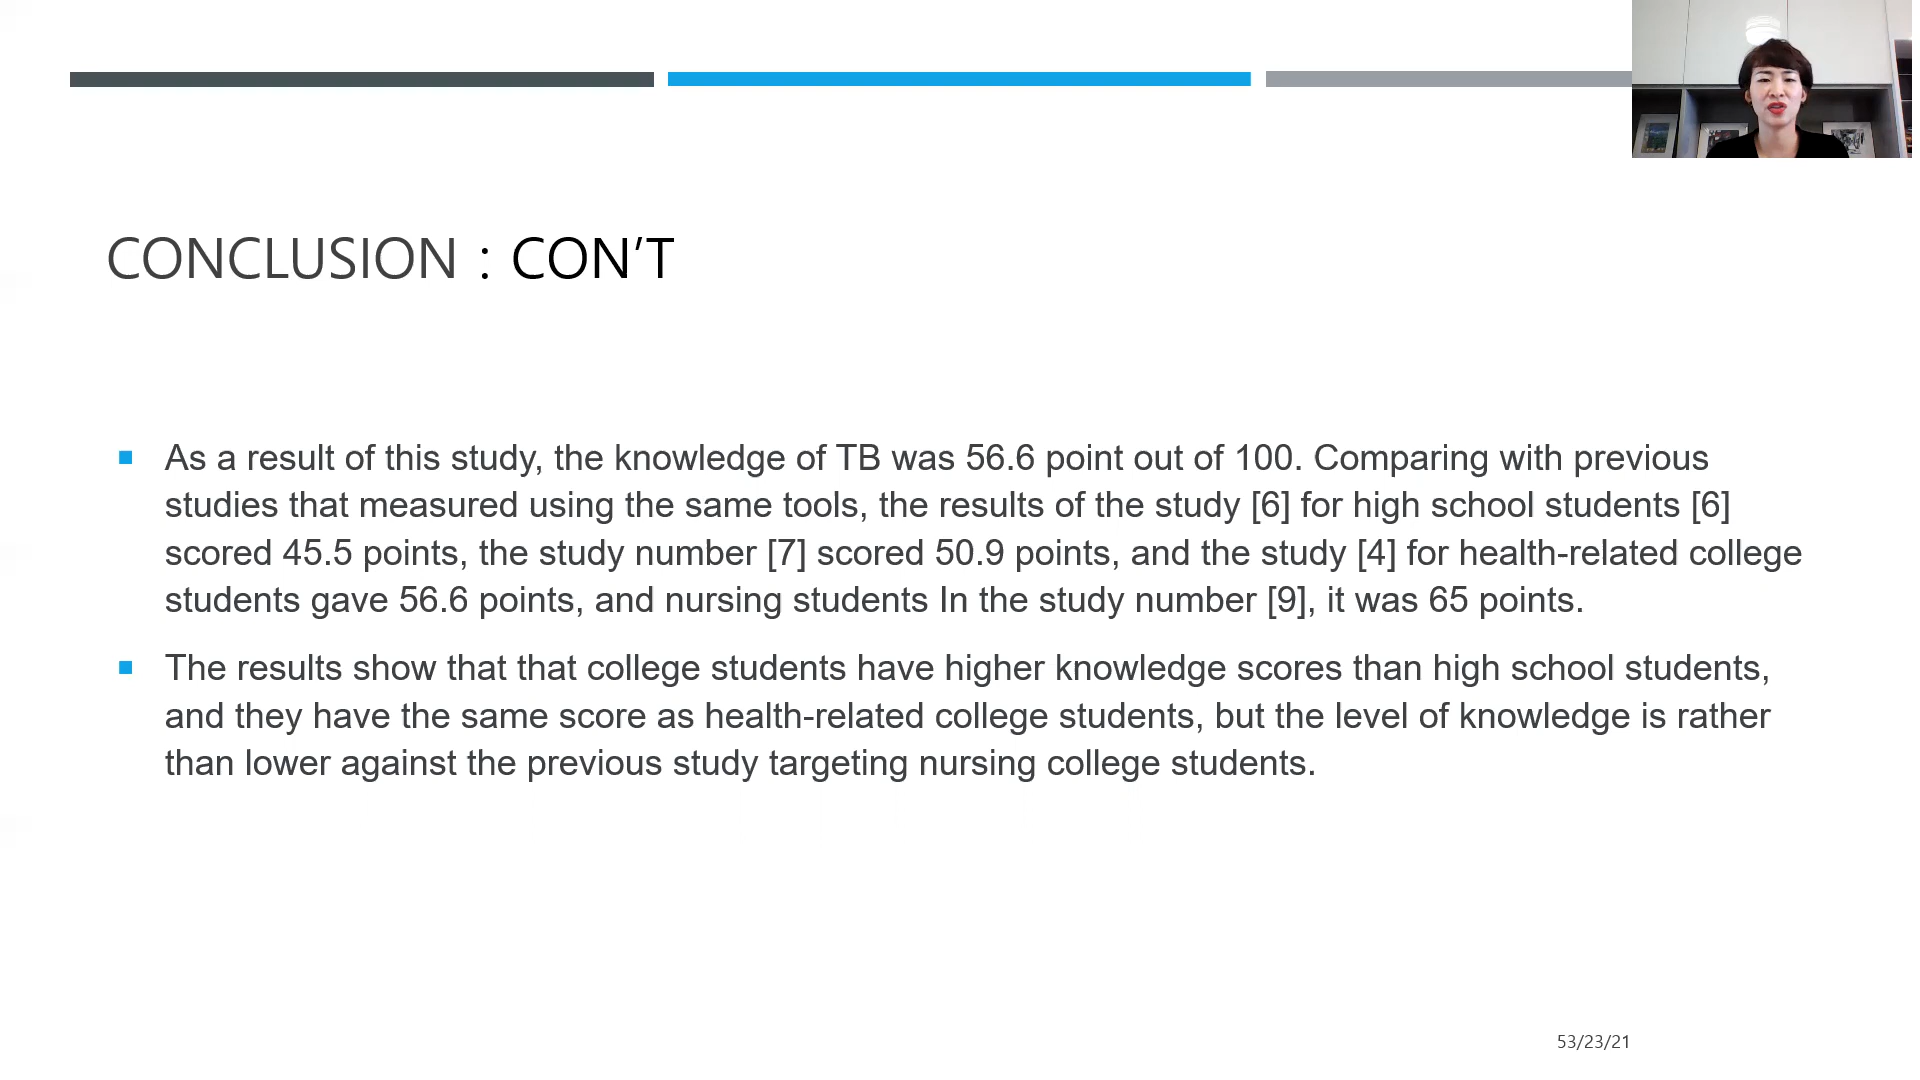 CONCLUSION : CON’T
As a result of this study, the knowledge of TB was 56.6 point out of 100. Comparing with previous
studies that measured using the same tools, the results of the study [6] for high school students [6]
scored 45.5 points, the study number [7] scored 50.9 points, and the study [4] for health-related college
students gave 56.6 points, and nursing students In the study number [9], it was 65 points.
The results show that that college students have higher knowledge scores than high school students,
and they have the same score as health-related college students, but the level of knowledge is rather
than lower against the previous study targeting nursing college students.
53/23/21